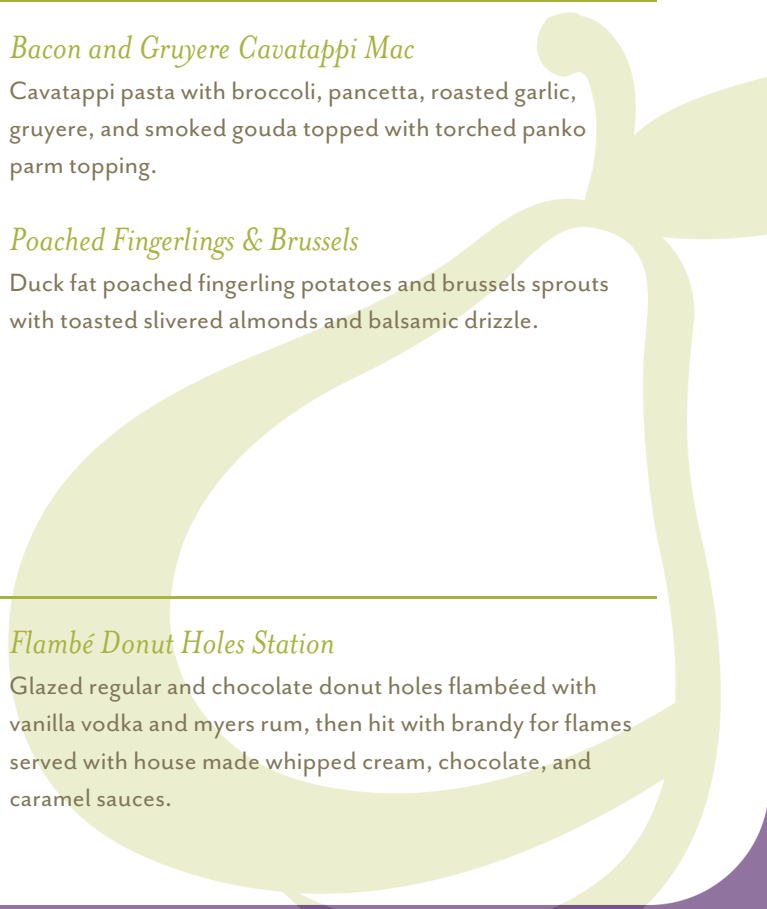 Bacon and Gruyere Cavatappi Mac
Cavatappi pasta with broccoli, pancetta, roasted garlic,
gruyere, and smoked gouda topped with torched panko
parm topping.
Poached Fingerlings & Brussels
Duck fat poached fingerling potatoes and brussels sprouts
with toasted slivered almonds and balsamic drizzle.
Flambé Donut Holes Station
Glazed regular and chocolate donut holes flambéed with
vanilla vodka and myers rum, then hit with brandy for flames
served with house made whipped cream, chocolate, and
caramel sauces.